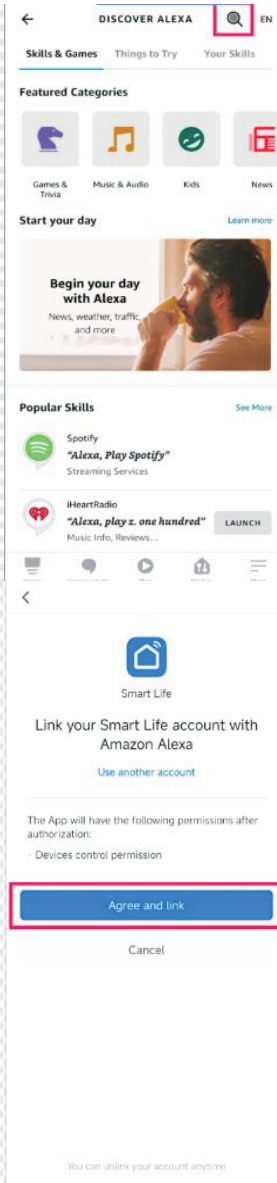 DISCOVER ALEXA EN
Skills & Games Things to Try Your Skills
Featured Categories
Games & Trivia Music & Audio Kids News
Start your day Learn more
Begin your day
with Alexa
News, weather, traffic,
and more
Popular Skills See More
Spotify
"Alexa, Play Spotify"
Streaming Services
iHeartRadio
"Alexa, play z. one hundred" LAUNCH
Music Info, Reviews...
Smart Life
Link your Smart Life account with
Amazon Alexa
Use another account
The App will have the following permissions after
authorization:
- Devices control permission
Agree and link
Cancel
You can unlink your account anytime